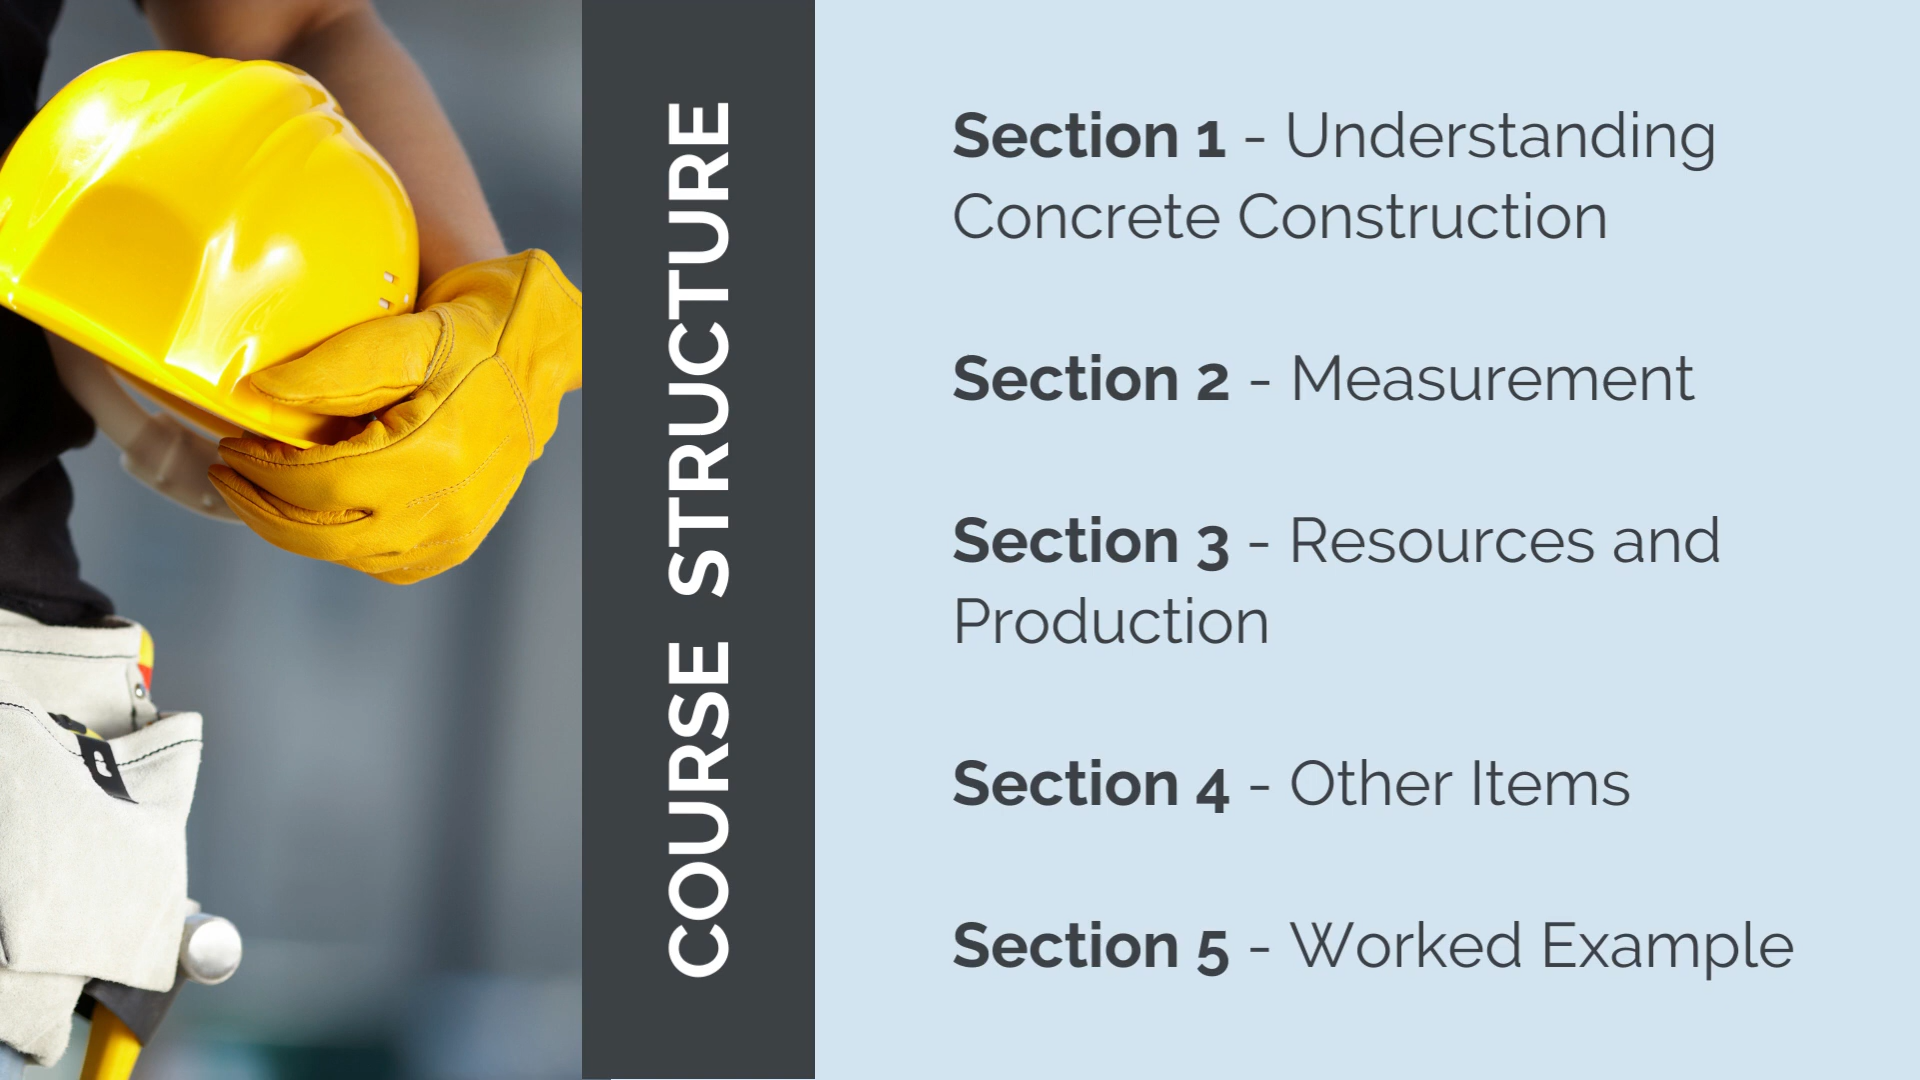 COURSE STRUCTURE
Section 1 - Understanding
Concrete Construction
Section 2 - Measurement
Section 3 - Resources and
Production
Section 4 - Other Items
Section 5 - Worked Example